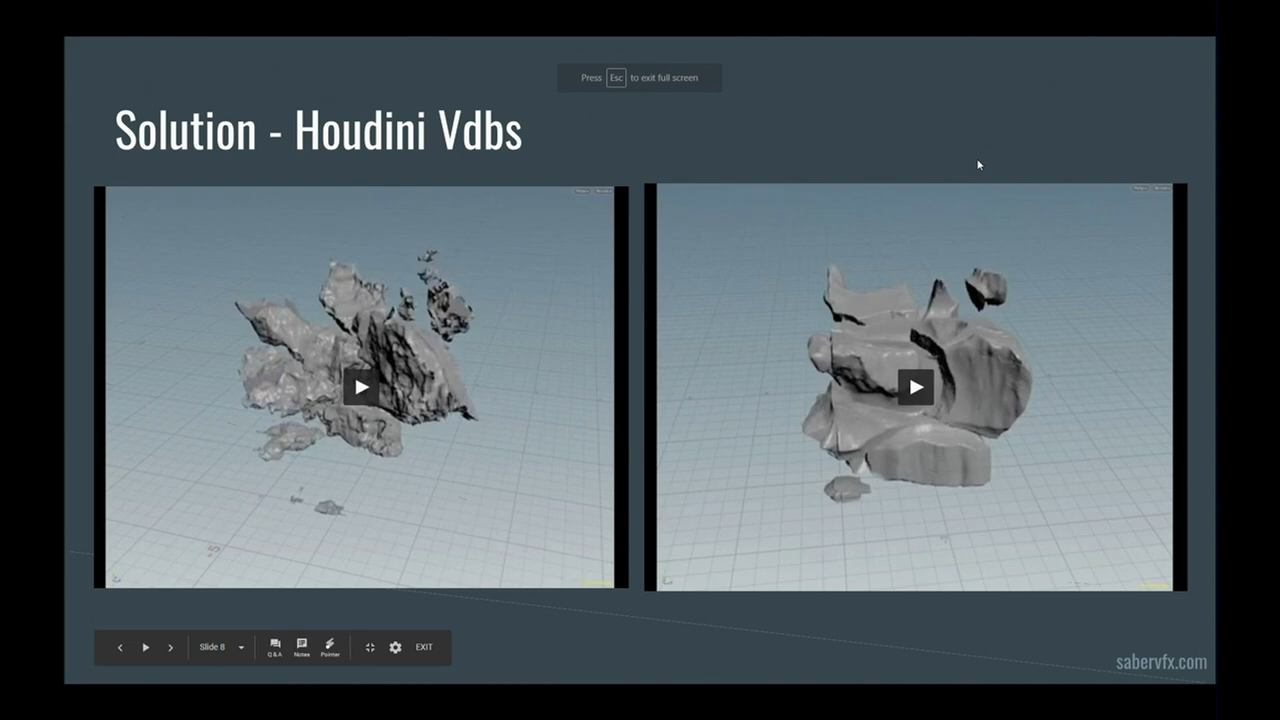 Press Esc to exit full screen
Solution - Houdini Vdbs
Slide 8
Q & A
Notes
Pointer
EXIT
sabervfx.com